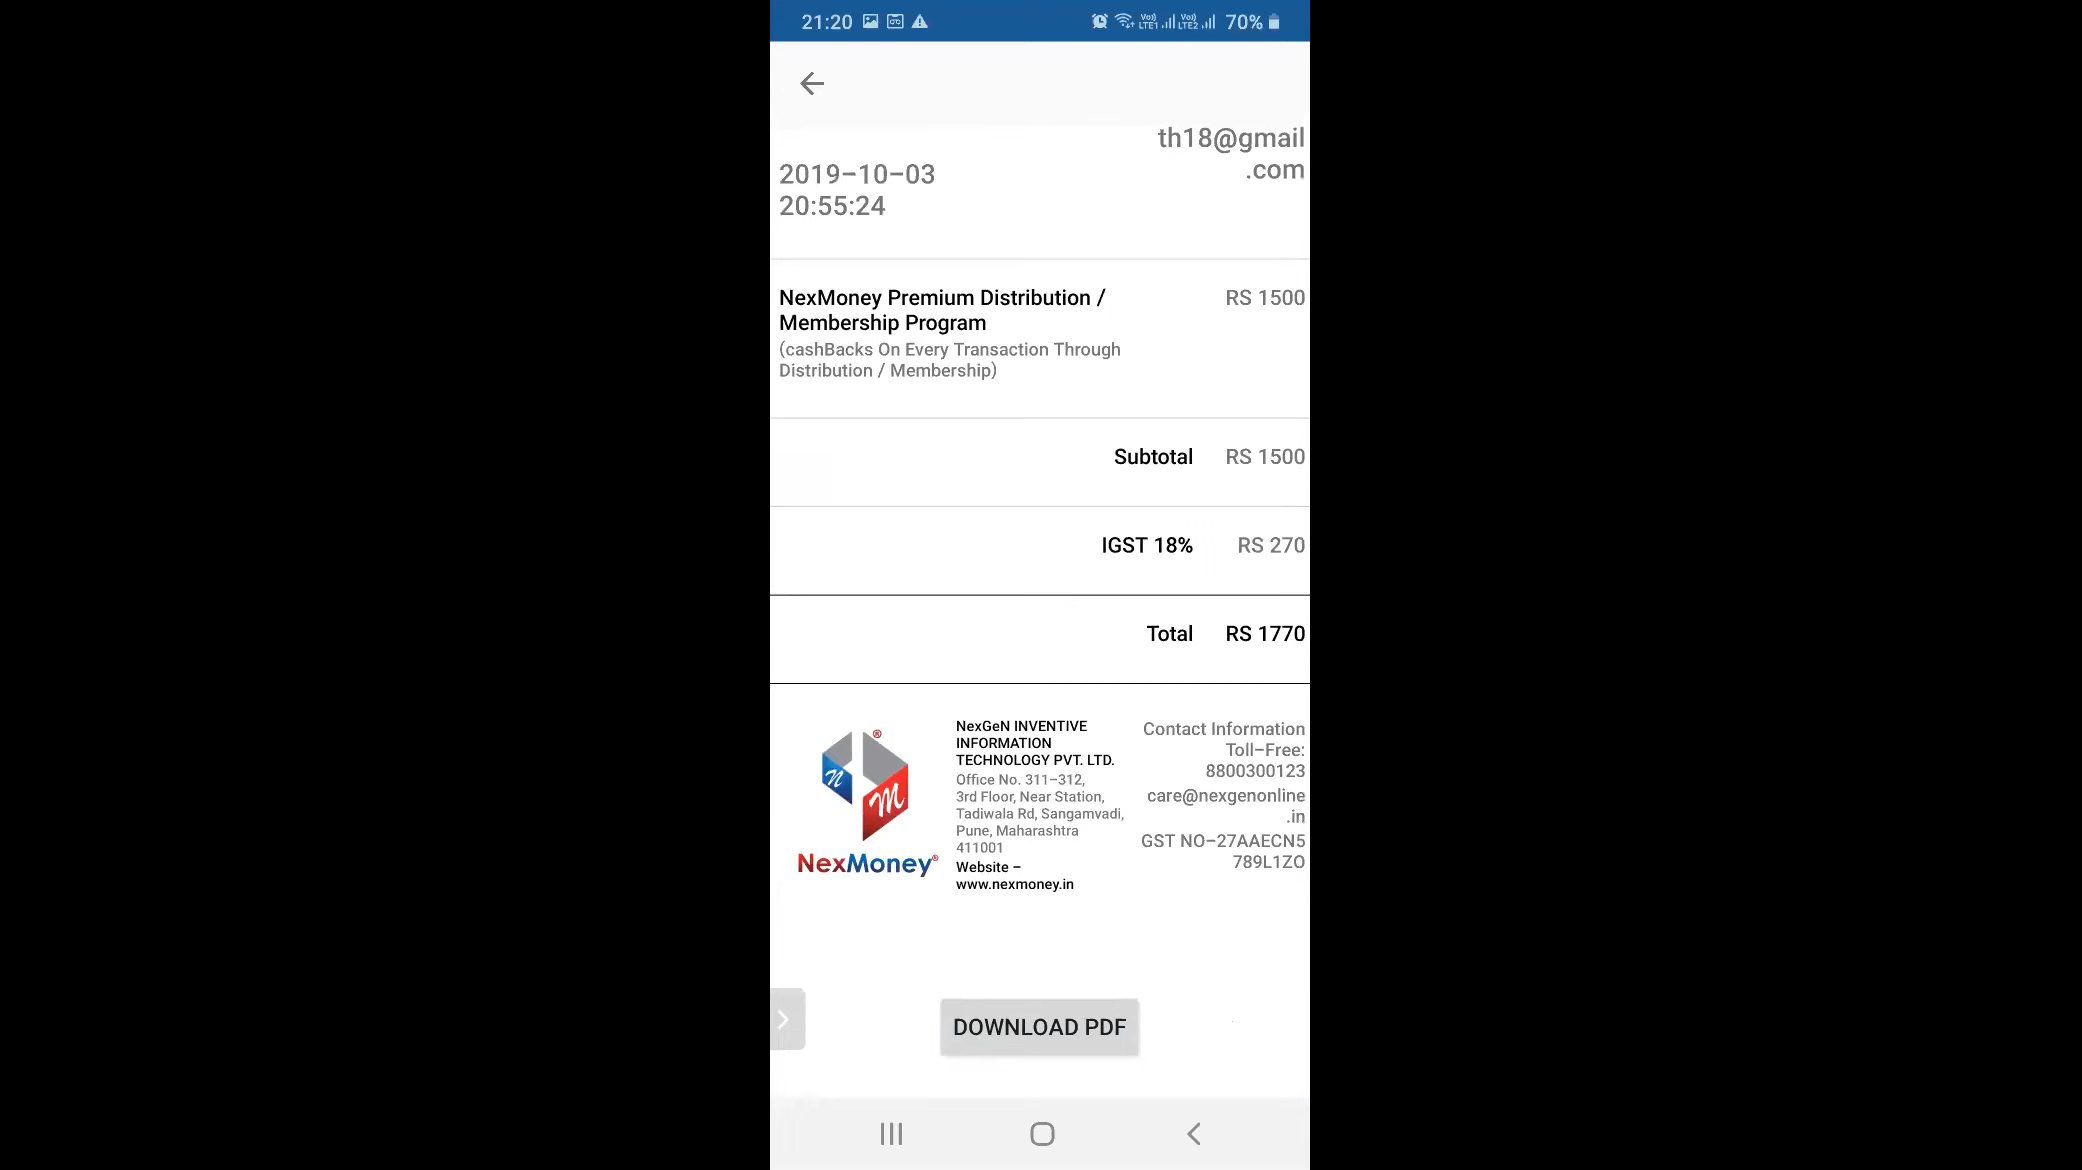 21:20
LTE1 LTE2 70%
th18@gmail
.com
2019-10-03
20:55:24
NexMoney Premium Distribution /
Membership Program
RS 1500
(cashBacks On Every Transaction Through
Distribution / Membership)
Subtotal RS 1500
IGST 18% RS 270
Total RS 1770
NexMoney®
NexGeN INVENTIVE
INFORMATION
TECHNOLOGY PVT. LTD.
Office No. 311-312,
3rd Floor, Near Station,
Tadiwala Rd, Sangamvadi,
Pune, Maharashtra
411001
Website -
www.nexmoney.in
Contact Information
Toll-Free:
8800300123
care@nexgenonline
.in
GST NO-27AAECN5
789L1ZO
DOWNLOAD PDF